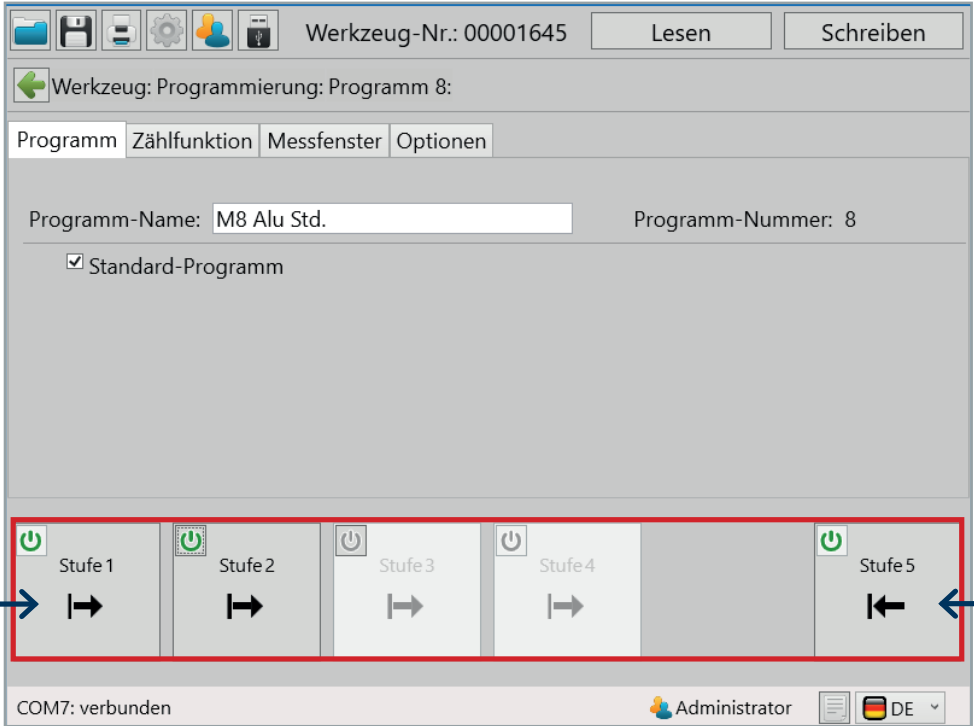 Werkzeug-Nr.: 00001645 Lesen Schreiben
Werkzeug: Programmierung: Programm 8:
Programm Zählfunktion Messfenster Optionen
Programm-Name: M8 Alu Std. Programm-Nummer: 8
Standard-Programm
Stufe 1 Stufe 2 Stufe 3 Stufe 4 Stufe 5
COM7: verbunden Administrator DE